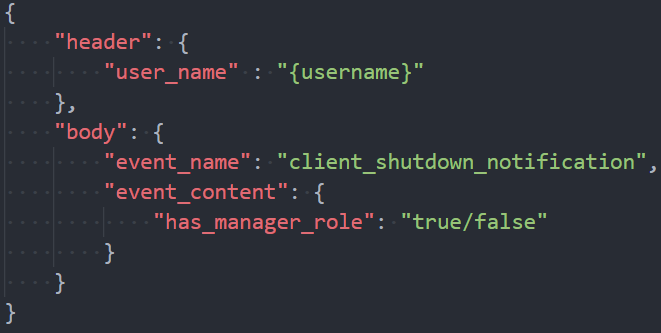 {
    "header": {
        "user_name" : "{username}"
    },
    "body": {
        "event_name": "client_shutdown_notification",
        "event_content": {
            "has_manager_role": "true/false"
        }
    }
}